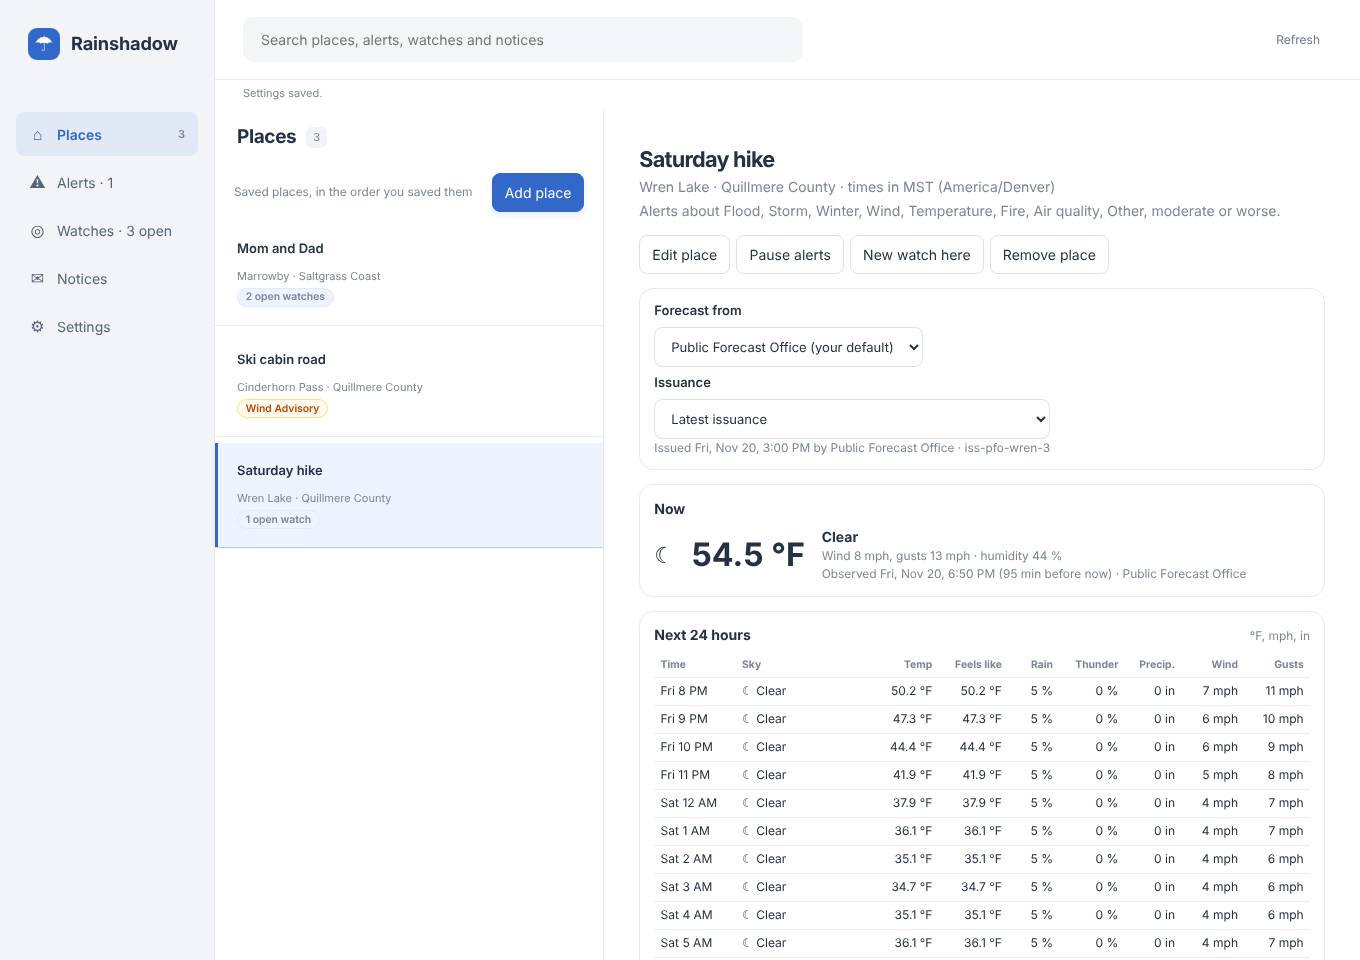 Rainshadow
Search places, alerts, watches and notices
Refresh
Places 3
Alerts · 1
Watches · 3 open
Notices
Settings
Settings saved.
Places 3
Saved places, in the order you saved them
Add place
Mom and Dad
Marrowby · Saltgrass Coast
2 open watches
Ski cabin road
Cinderhorn Pass · Quillmere County
Wind Advisory
Saturday hike
Wren Lake · Quillmere County
1 open watch
Saturday hike
Wren Lake · Quillmere County · times in MST (America/Denver)
Alerts about Flood, Storm, Winter, Wind, Temperature, Fire, Air quality, Other, moderate or worse.
Edit place Pause alerts New watch here Remove place
Forecast from
Public Forecast Office (your default)
Issuance
Latest issuance
Issued Fri, Nov 20, 3:00 PM by Public Forecast Office · iss-pfo-wren-3
Now
54.5 °F
Clear
Wind 8 mph, gusts 13 mph · humidity 44 %
Observed Fri, Nov 20, 6:50 PM (95 min before now) · Public Forecast Office
Next 24 hours °F, mph, in
Time Sky Temp Feels like Rain Thunder Precip. Wind Gusts
Fri 8 PM Clear 50.2 °F 50.2 °F 5 % 0 % 0 in 7 mph 11 mph
Fri 9 PM Clear 47.3 °F 47.3 °F 5 % 0 % 0 in 6 mph 10 mph
Fri 10 PM Clear 44.4 °F 44.4 °F 5 % 0 % 0 in 6 mph 9 mph
Fri 11 PM Clear 41.9 °F 41.9 °F 5 % 0 % 0 in 5 mph 8 mph
Sat 12 AM Clear 37.9 °F 37.9 °F 5 % 0 % 0 in 4 mph 7 mph
Sat 1 AM Clear 36.1 °F 36.1 °F 5 % 0 % 0 in 4 mph 7 mph
Sat 2 AM Clear 35.1 °F 35.1 °F 5 % 0 % 0 in 4 mph 6 mph
Sat 3 AM Clear 34.7 °F 34.7 °F 5 % 0 % 0 in 4 mph 6 mph
Sat 4 AM Clear 35.1 °F 35.1 °F 5 % 0 % 0 in 4 mph 6 mph
Sat 5 AM Clear 36.1 °F 36.1 °F 5 % 0 % 0 in 4 mph 7 mph